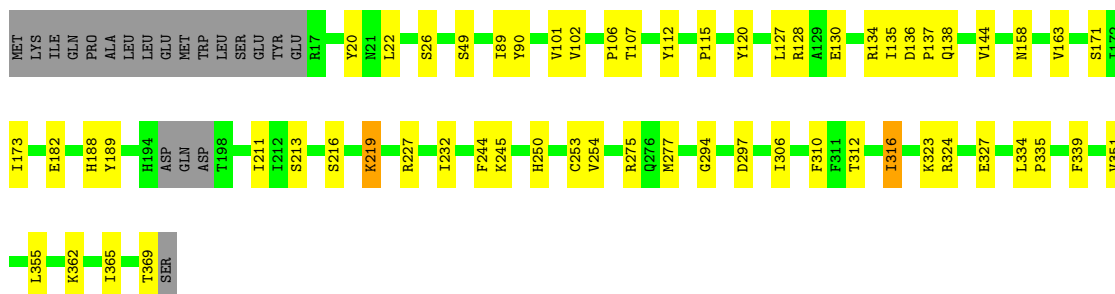 MET LYS ILE GLN PRO ALA LEU LEU GLU MET TRP LEU SER GLU TYR GLU R17 Y20 N21 L22 S26 S49 I89 Y90 V101 V102 P106 T107 Y112 P115 Y120 L127 R128 A129 E130 R134 I135 D136 P137 Q138 V144 N158 V163 S171 I172
I173 E182 H188 Y189 H194 ASP GLN ASP T198 I211 I212 S213 S216 K219 R227 I232 F244 K245 H250 C253 V254 R275 Q276 M277 G294 D297 I306 F310 F311 T312 I316 K323 R324 E327 L334 P335 F339 V351
L355 K362 I365 T369 SER